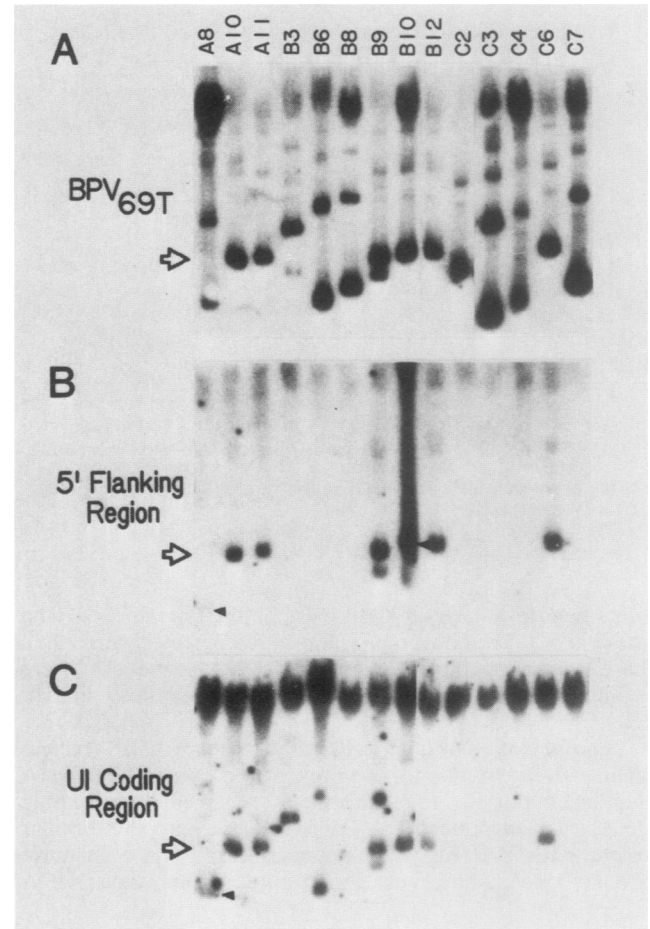 A
A8 A10 A11 B3 B6 B8 B9 B10 B12 C2 C3 C4 C6 C7
BPV69T
B
5' Flanking
Region
C
U1 Coding
Region